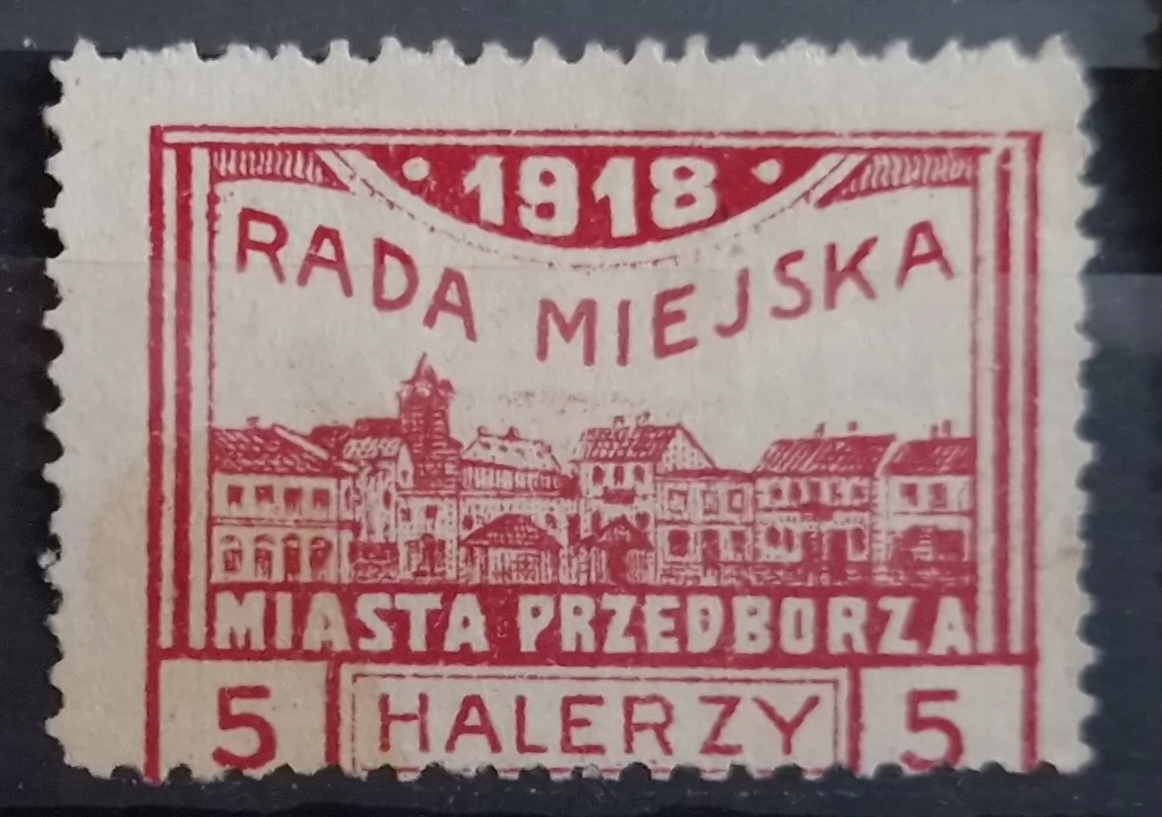 1918
RADA MIEJSKA
MIASTA PRZEDBORZA
5 HALERZY 5